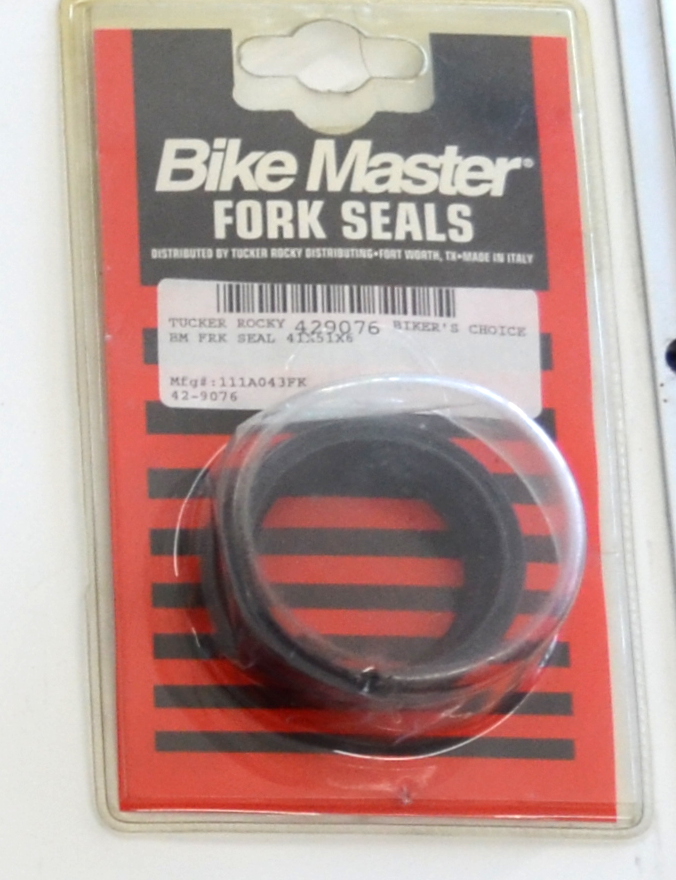 Bike Master®
FORK SEALS
DISTRIBUTED BY TUCKER ROCKY DISTRIBUTING•FORT WORTH, TX•MADE IN ITALY
TUCKER ROCKY 429076 BIKER'S CHOICE
BM FRK SEAL 41X51X6
Mfg#:111A043FK
42-9076